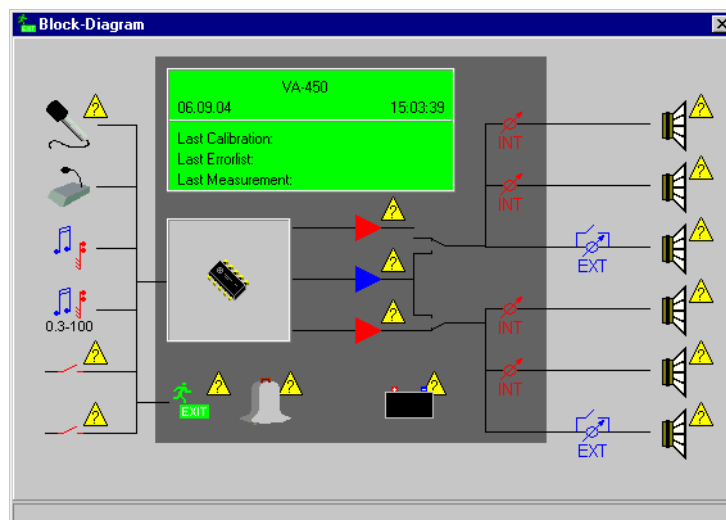 Block-Diagram
VA-450
06.09.04 15:03:39
Last Calibration:
Last Errorlist:
Last Measurement:
INT
INT
EXT
0.3-100
INT
INT
EXIT
EXT